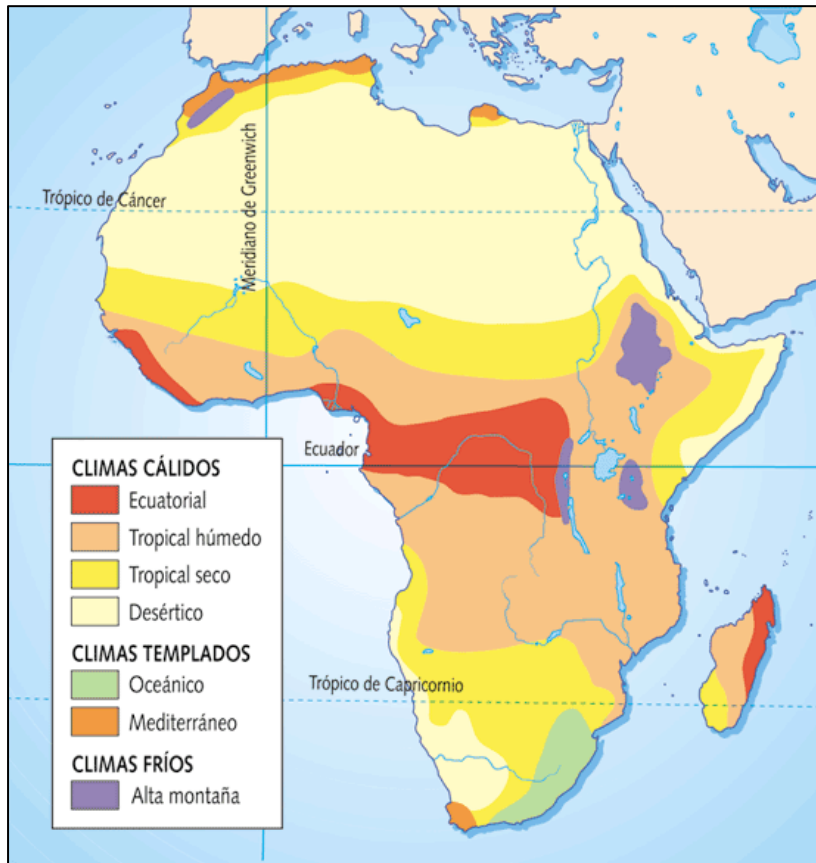 Trópico de Cáncer
Meridiano de Greenwich
Ecuador
CLIMAS CÁLIDOS
Ecuatorial
Tropical húmedo
Tropical seco
Desértico
CLIMAS TEMPLADOS
Oceánico
Mediterráneo
CLIMAS FRÍOS
Alta montaña
Trópico de Capricornio